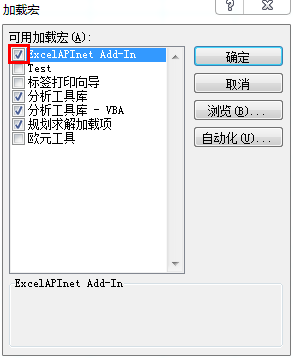 加载宏
可用加载宏(A):
ExcelAPInet Add-In
Test
标签打印向导
分析工具库
分析工具库 - VBA
规划求解加载项
欧元工具
确定
取消
浏览(B)...
自动化(U)...
ExcelAPInet Add-In